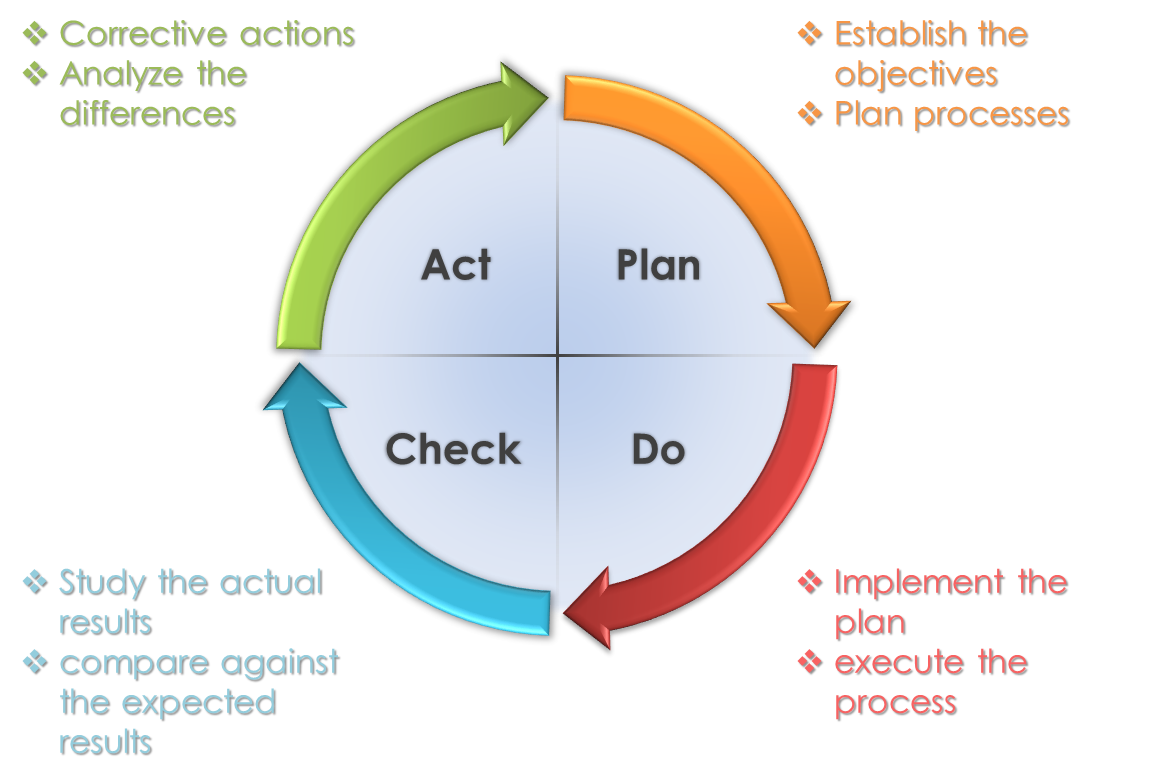 ❖ Corrective actions
❖ Analyze the
differences
❖ Establish the
objectives
❖ Plan processes
Act
Plan
Check
Do
❖ Study the actual
results
❖ compare against
the expected
results
❖ Implement the
plan
❖ execute the
process